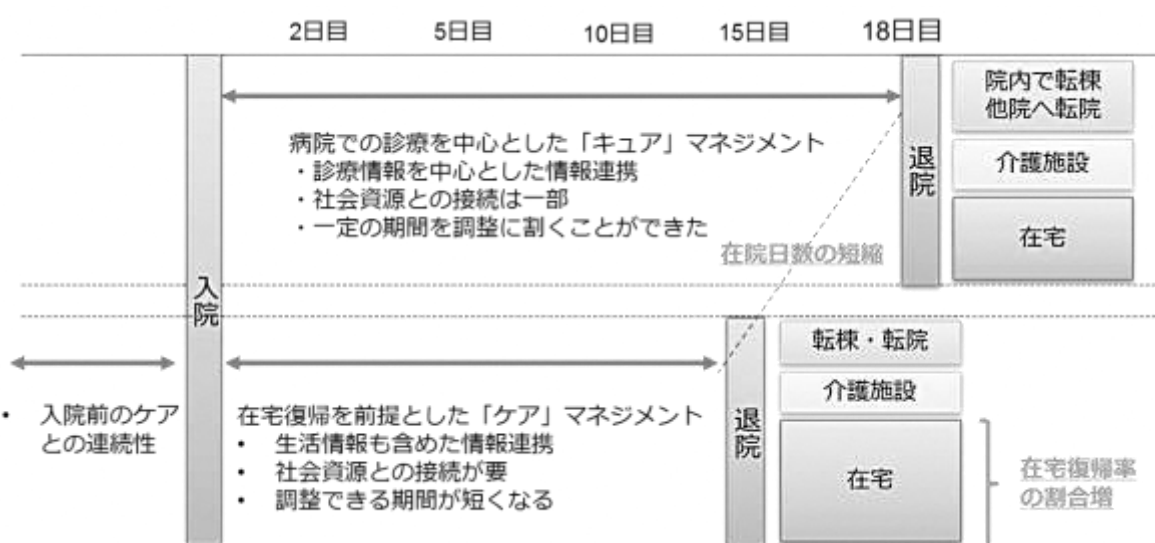 2日目
5日目
10日目
15日目
18日目
入院
病院での診療を中心とした「キュア」マネジメント
・診療情報を中心とした情報連携
・社会資源との接続は一部
・一定の期間を調整に割くことができた
在院日数の短縮
退院
院内で転棟
他院へ転院
介護施設
在宅
• 入院前のケア
との連続性
在宅復帰を前提とした「ケア」マネジメント
• 生活情報も含めた情報連携
• 社会資源との接続が要
• 調整できる期間が短くなる
退院
転棟・転院
介護施設
在宅
在宅復帰率
の割合増